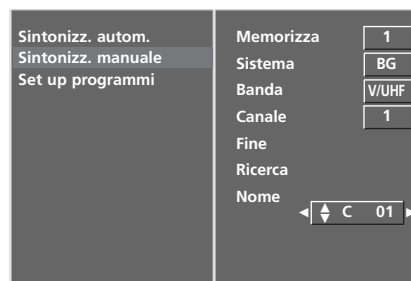 Sintonizz. autom.
Sintonizz. manuale
Set up programmi
Memorizza 1
Sistema BG
Banda V/UHF
Canale 1
Fine
Ricerca
Nome
C 01